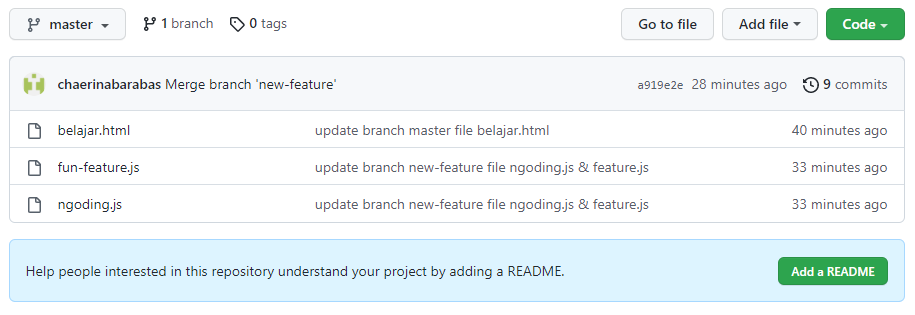 master 1 branch 0 tags Go to file Add file Code
chaerinabarabas Merge branch 'new-feature' a919e2e 28 minutes ago 9 commits
belajar.html update branch master file belajar.html 40 minutes ago
fun-feature.js update branch new-feature file ngoding.js & feature.js 33 minutes ago
ngoding.js update branch new-feature file ngoding.js & feature.js 33 minutes ago
Help people interested in this repository understand your project by adding a README. Add a README